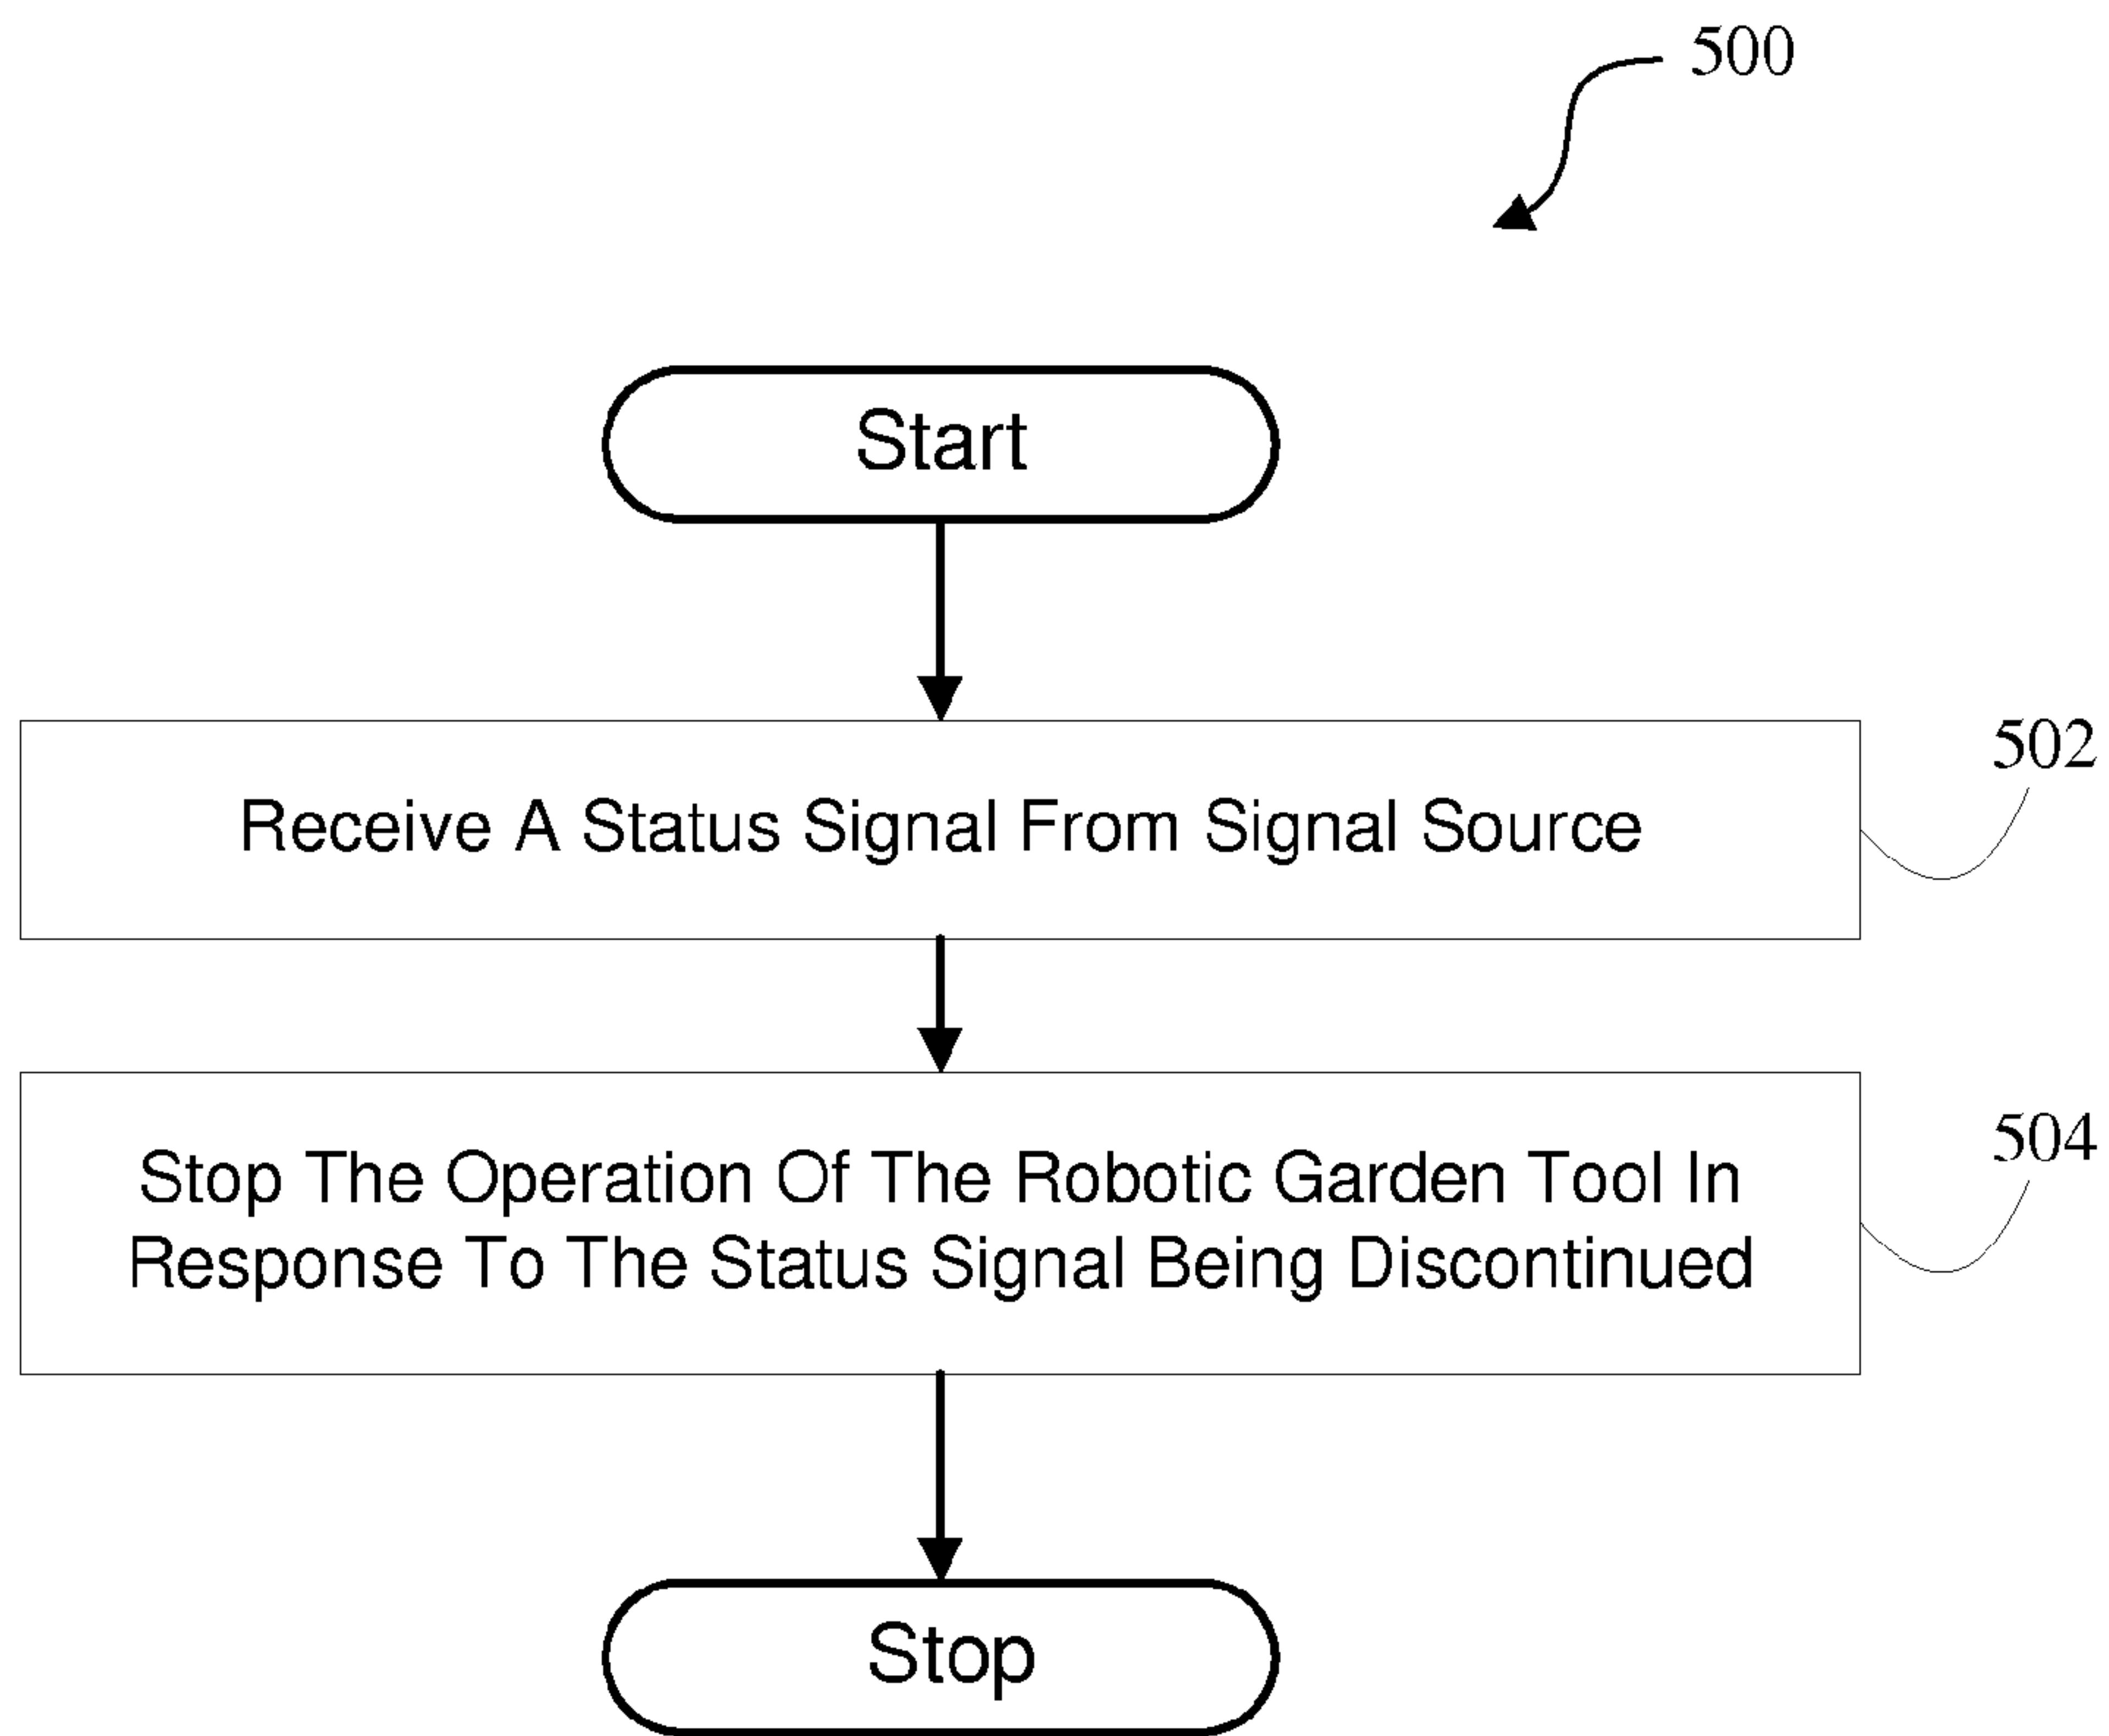 500
Start
Receive A Status Signal From Signal Source
502
Stop The Operation Of The Robotic Garden Tool In
Response To The Status Signal Being Discontinued
504
Stop